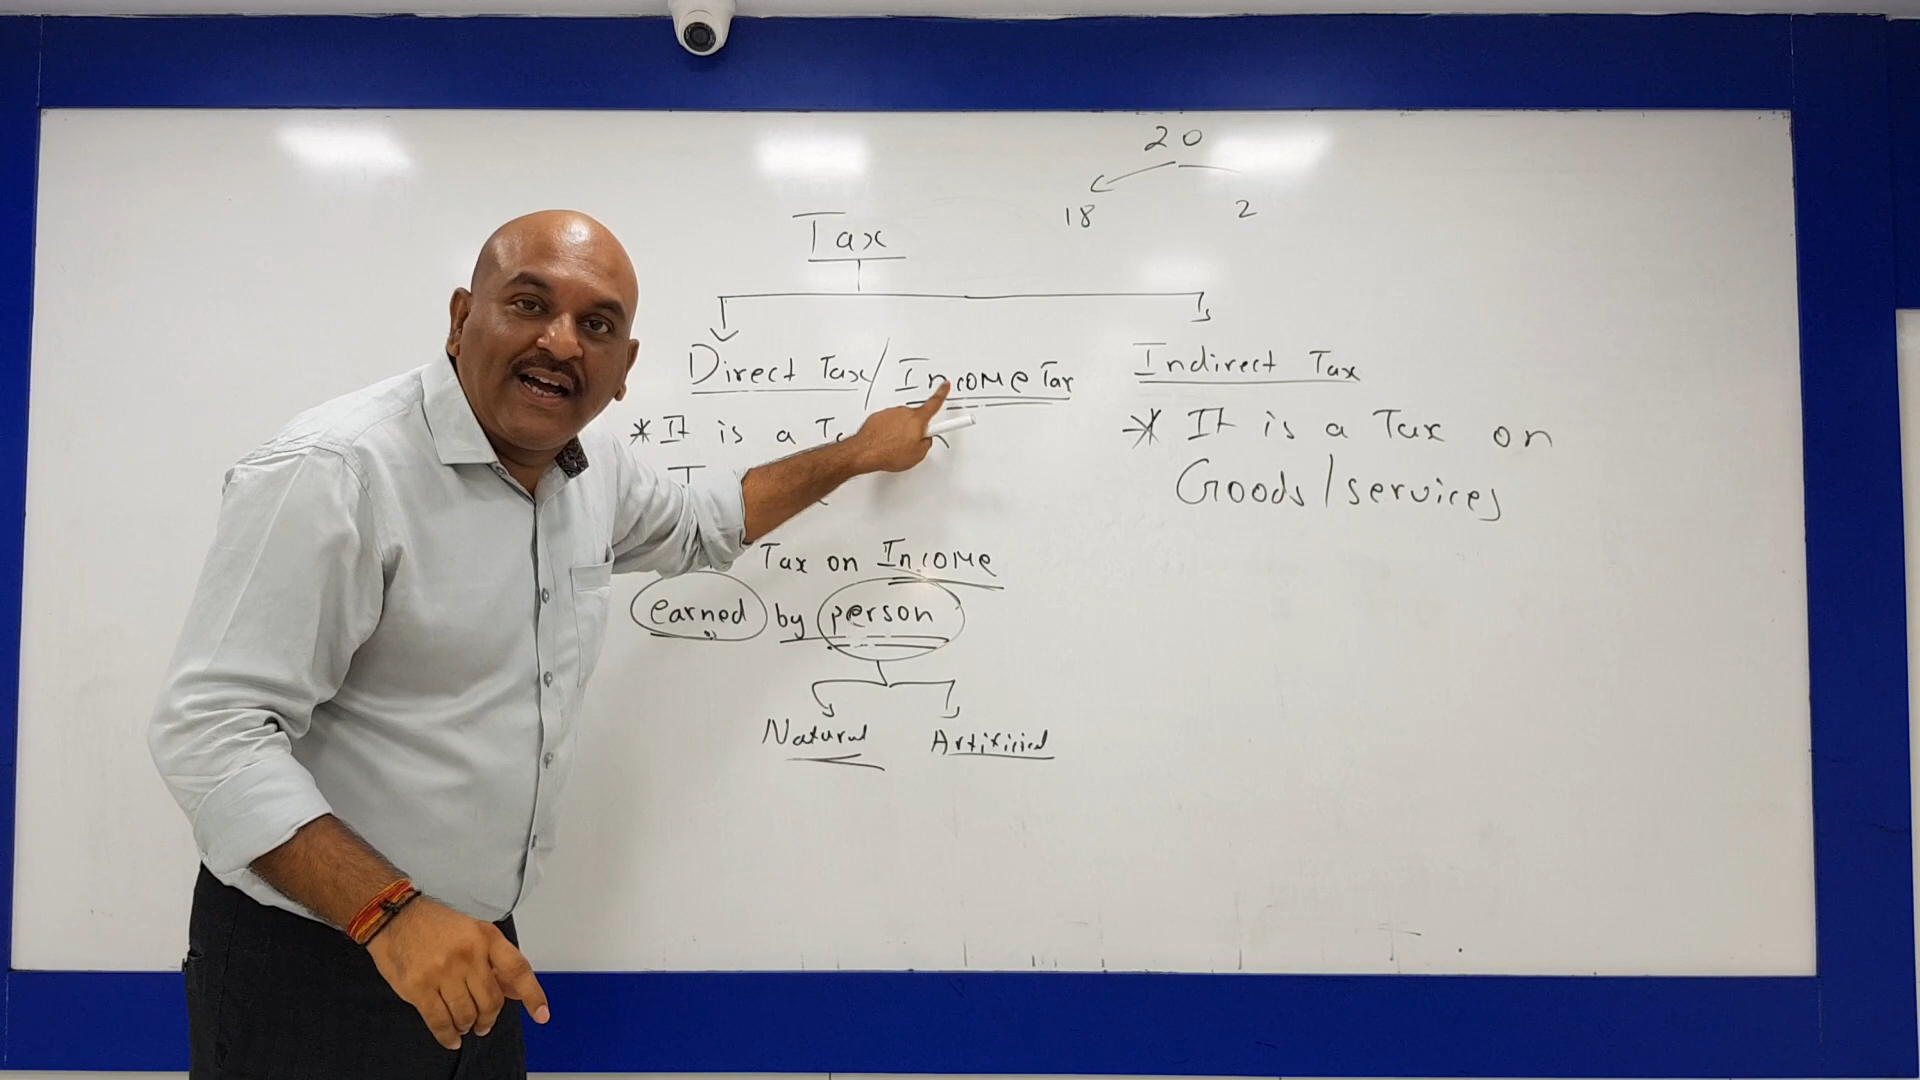 20
18 2
Tax
Direct Tax / Income Tax
* It is a
Tax on Income
earned by person
Natural Artificial
Indirect Tax
* It is a Tax on
Goods/services